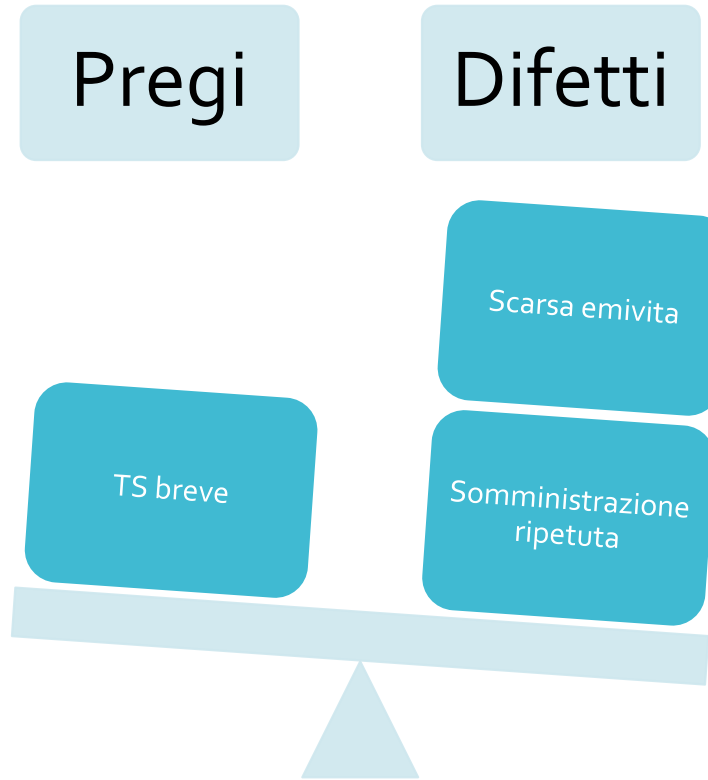 Pregi
Difetti
Scarsa emivita
TS breve
Somministrazione
ripetuta